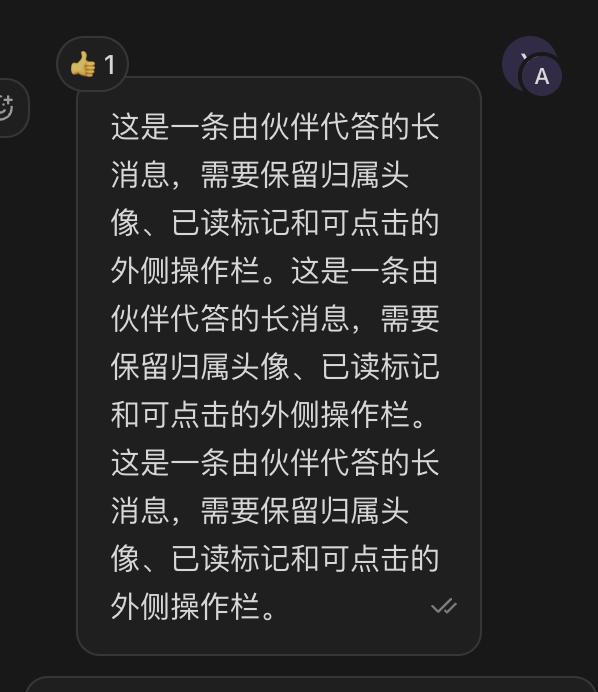 👍 1
A
这是一条由伙伴代答的长
消息，需要保留归属头
像、已读标记和可点击的
外侧操作栏。这是一条由
伙伴代答的长消息，需要
保留归属头像、已读标记
和可点击的外侧操作栏。
这是一条由伙伴代答的长
消息，需要保留归属头
像、已读标记和可点击的
外侧操作栏。